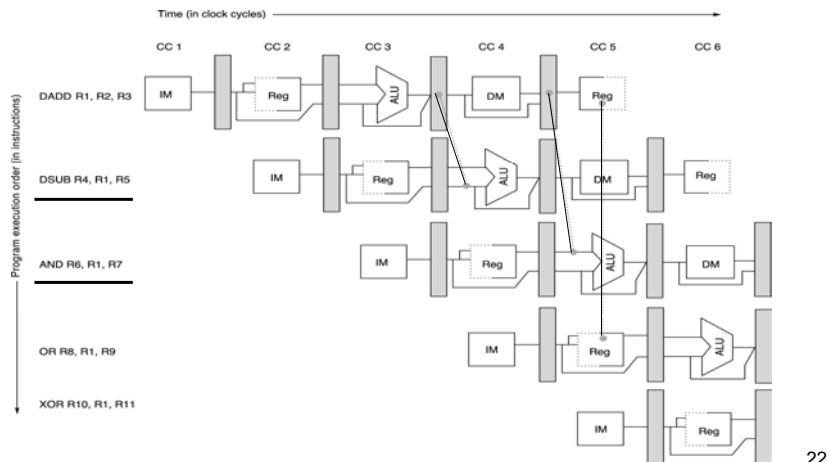 Time (in clock cycles)
CC 1 CC 2 CC 3 CC 4 CC 5 CC 6
Program execution order (in instructions)
DADD R1, R2, R3 IM Reg ALU DM Reg
DSUB R4, R1, R5 IM Reg ALU DM Reg
AND R6, R1, R7 IM Reg ALU DM
OR R8, R1, R9 IM Reg ALU
XOR R10, R1, R11 IM Reg
22